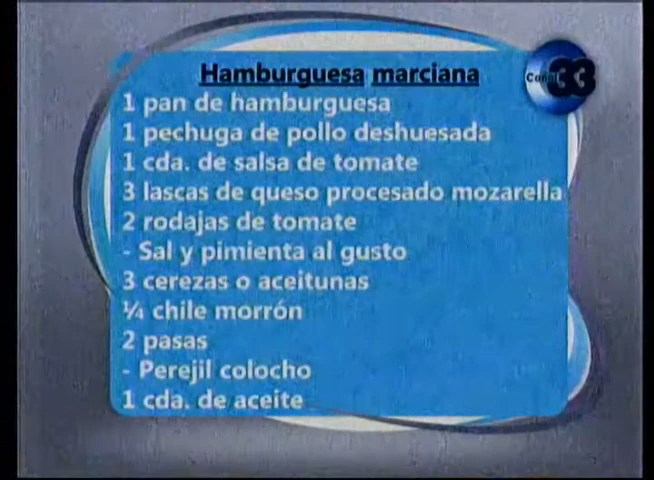 Hamburguesa marciana
Canal 33
1 pan de hamburguesa
1 pechuga de pollo deshuesada
1 cda. de salsa de tomate
3 lascas de queso procesado mozarella
2 rodajas de tomate
- Sal y pimienta al gusto
3 cerezas o aceitunas
¼ chile morrón
2 pasas
- Perejil colocho
1 cda. de aceite